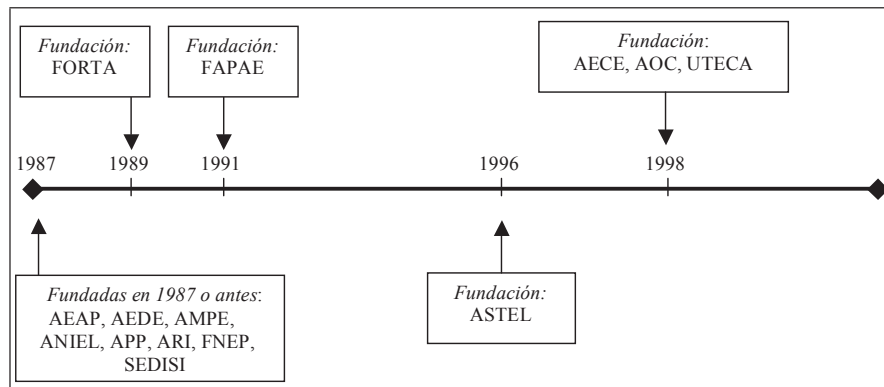 Fundación:
FORTA
Fundación:
FAPAE
Fundación:
AECE, AOC, UTECA
1987
1989
1991
1996
1998
Fundadas en 1987 o antes:
AEAP, AEDE, AMPE,
ANIEL, APP, ARI, FNEP,
SEDISI
Fundación:
ASTEL